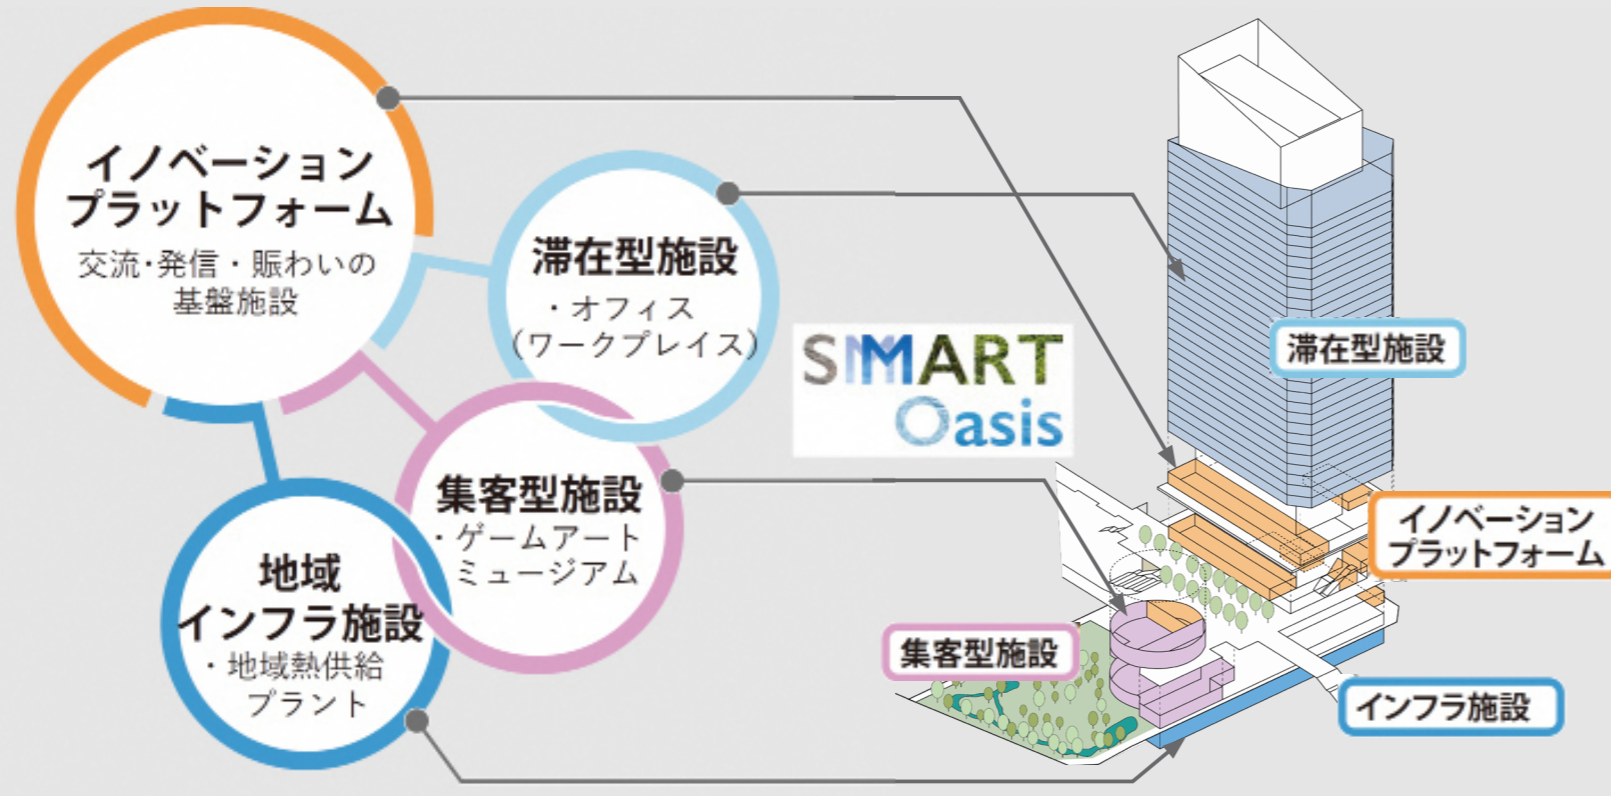 イノベーション
プラットフォーム
交流・発信・賑わいの
基盤施設
滞在型施設
・オフィス
（ワークプレイス）
集客型施設
・ゲームアート
ミュージアム
地域
インフラ施設
・地域熱供給
プラント
SMMART
Oasis
滞在型施設
イノベーション
プラットフォーム
集客型施設
インフラ施設